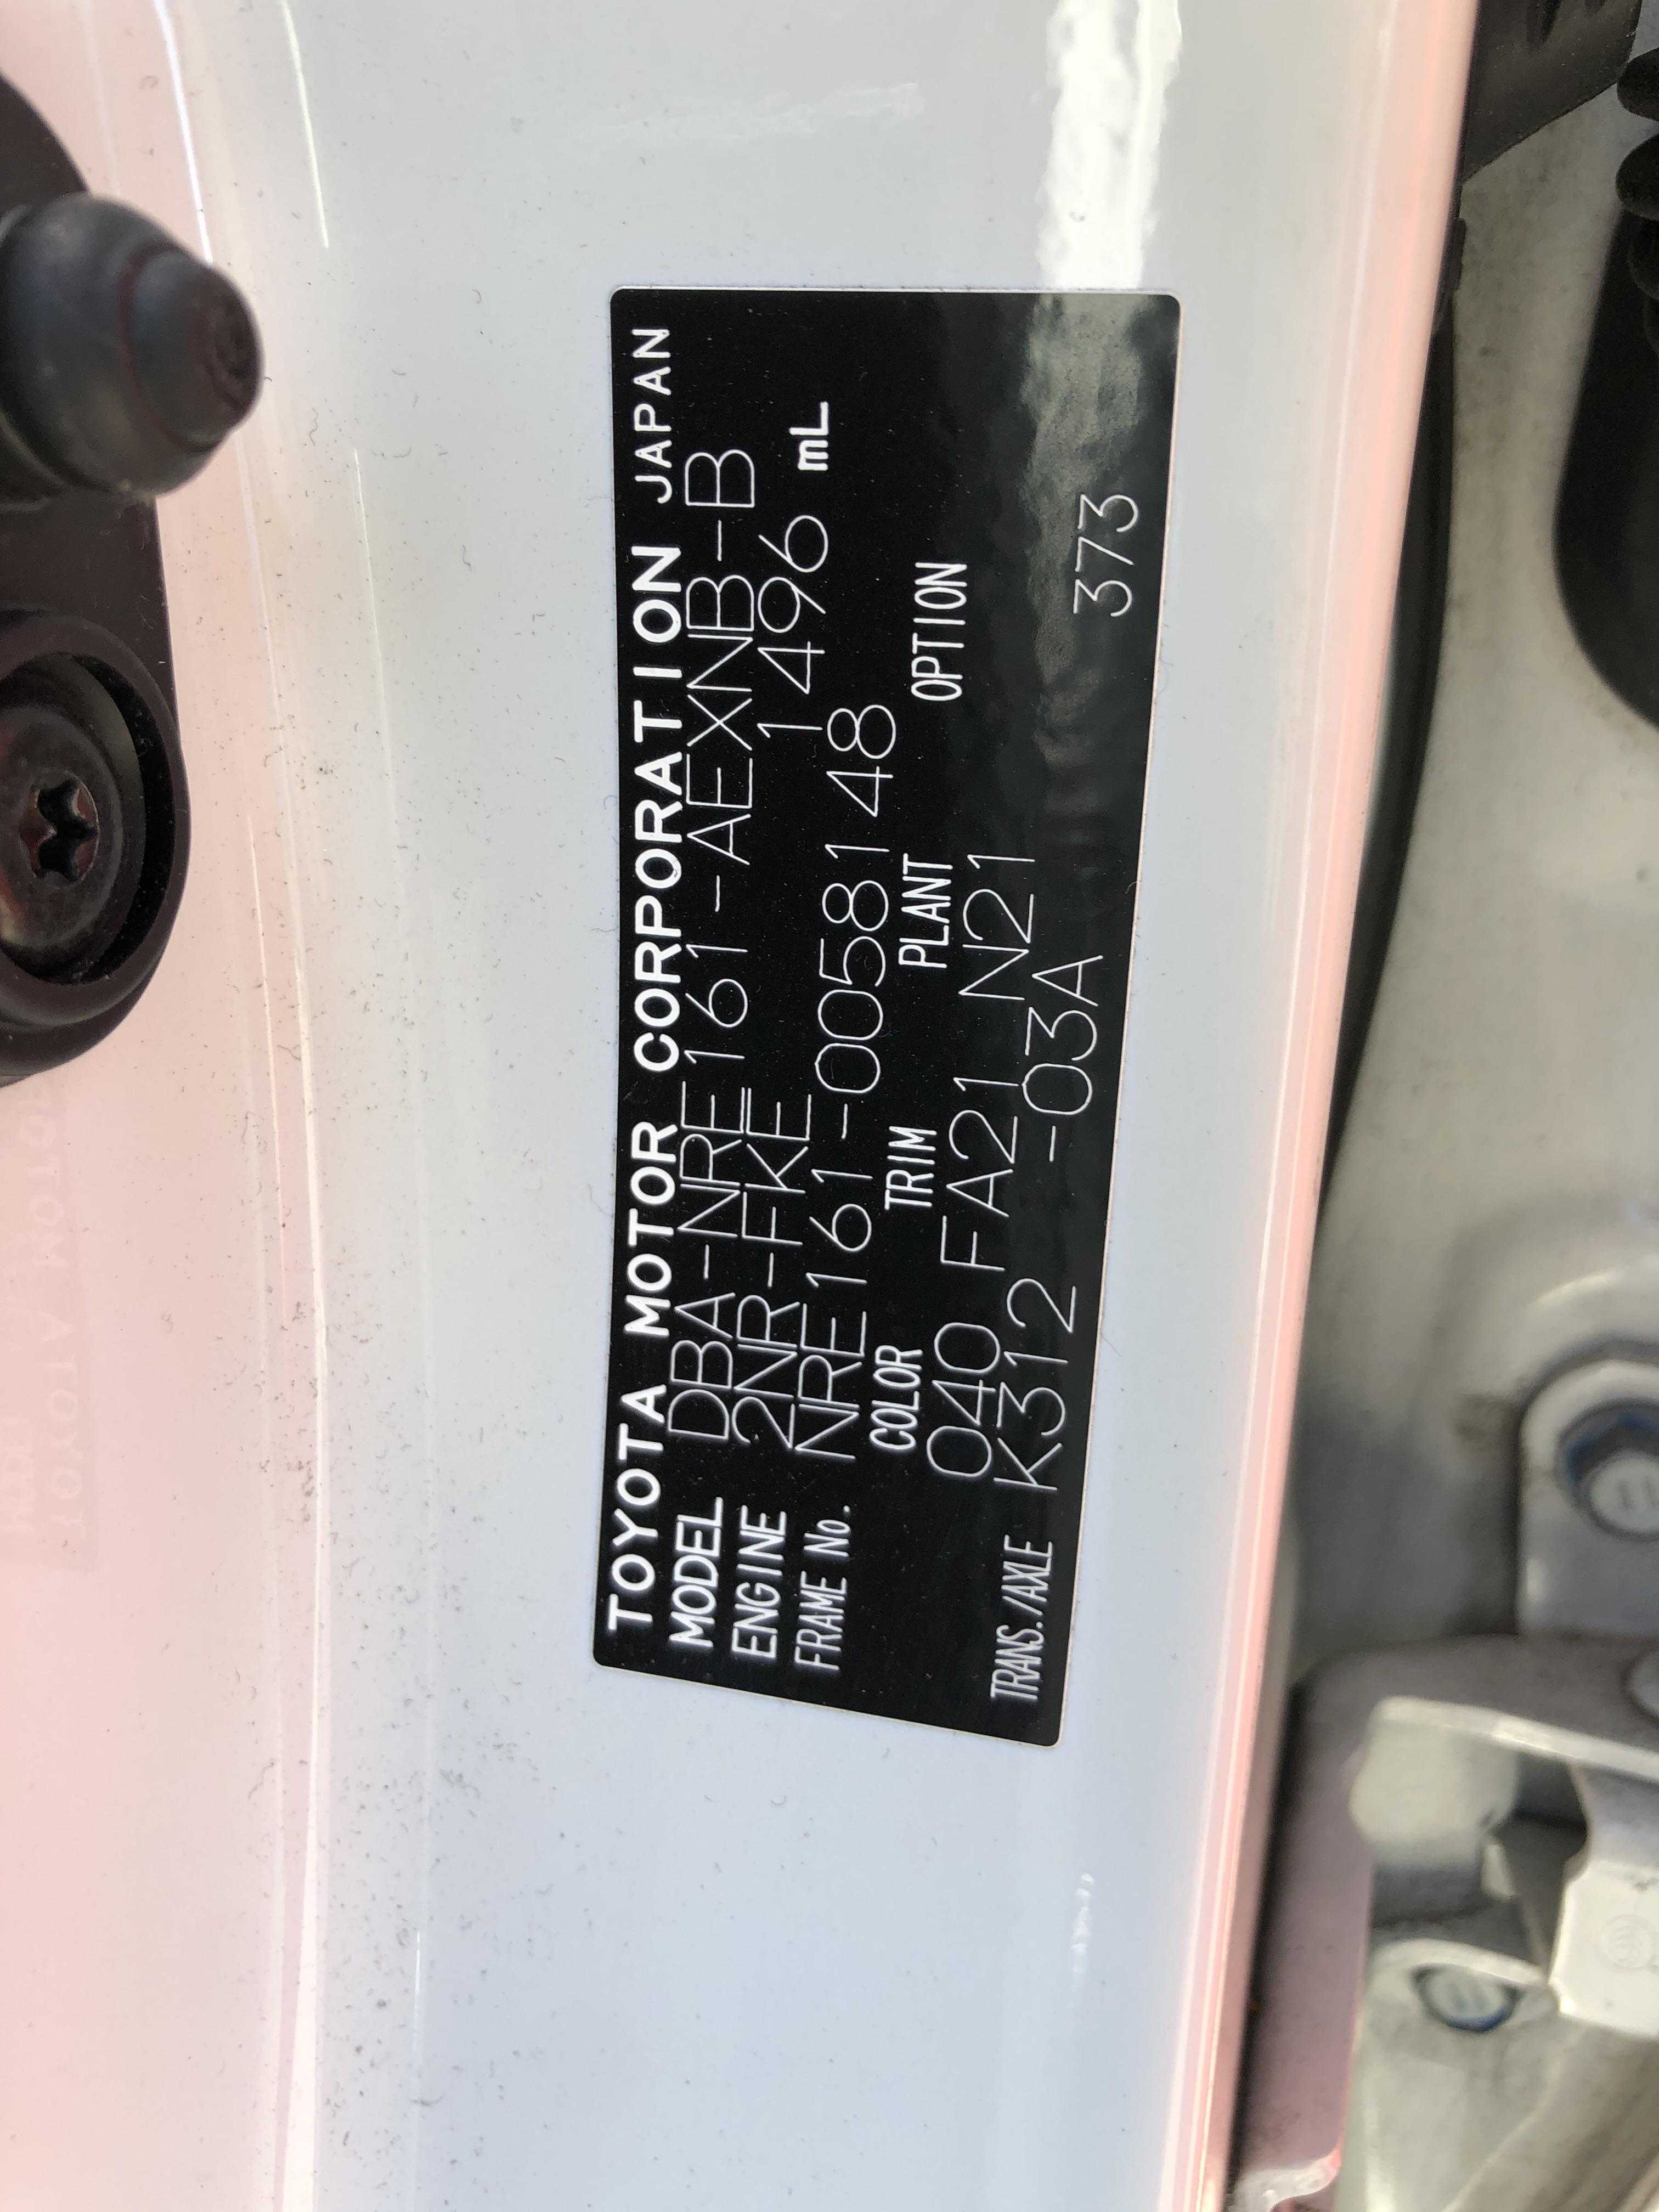 TOYOTA MOTOR CORPORATION JAPAN
MODEL DBA-NRE161-AEXNB-B
ENGINE 2NR-FKE 1496 mL
FRAME No. NRE161-0058148
COLOR TRIM PLANT OPTION
040 FA21 N21
TRANS./AXLE K312 -03A 373